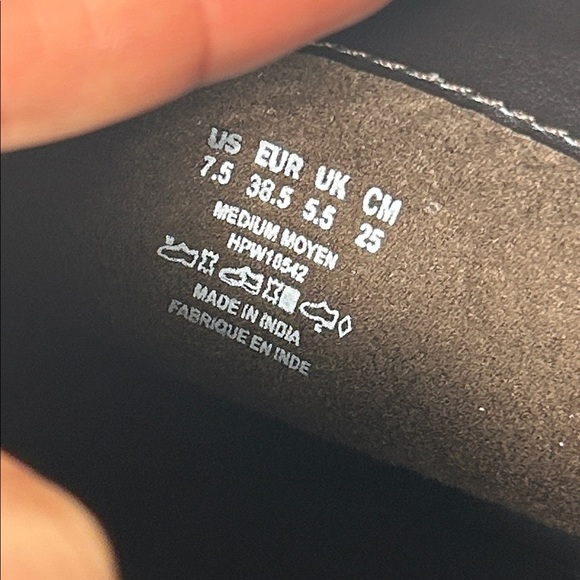 US EUR UK CM
7.5 38.5 5.5 25
MEDIUM MOYEN
HPW10542
MADE IN INDIA
FABRIQUE EN INDE